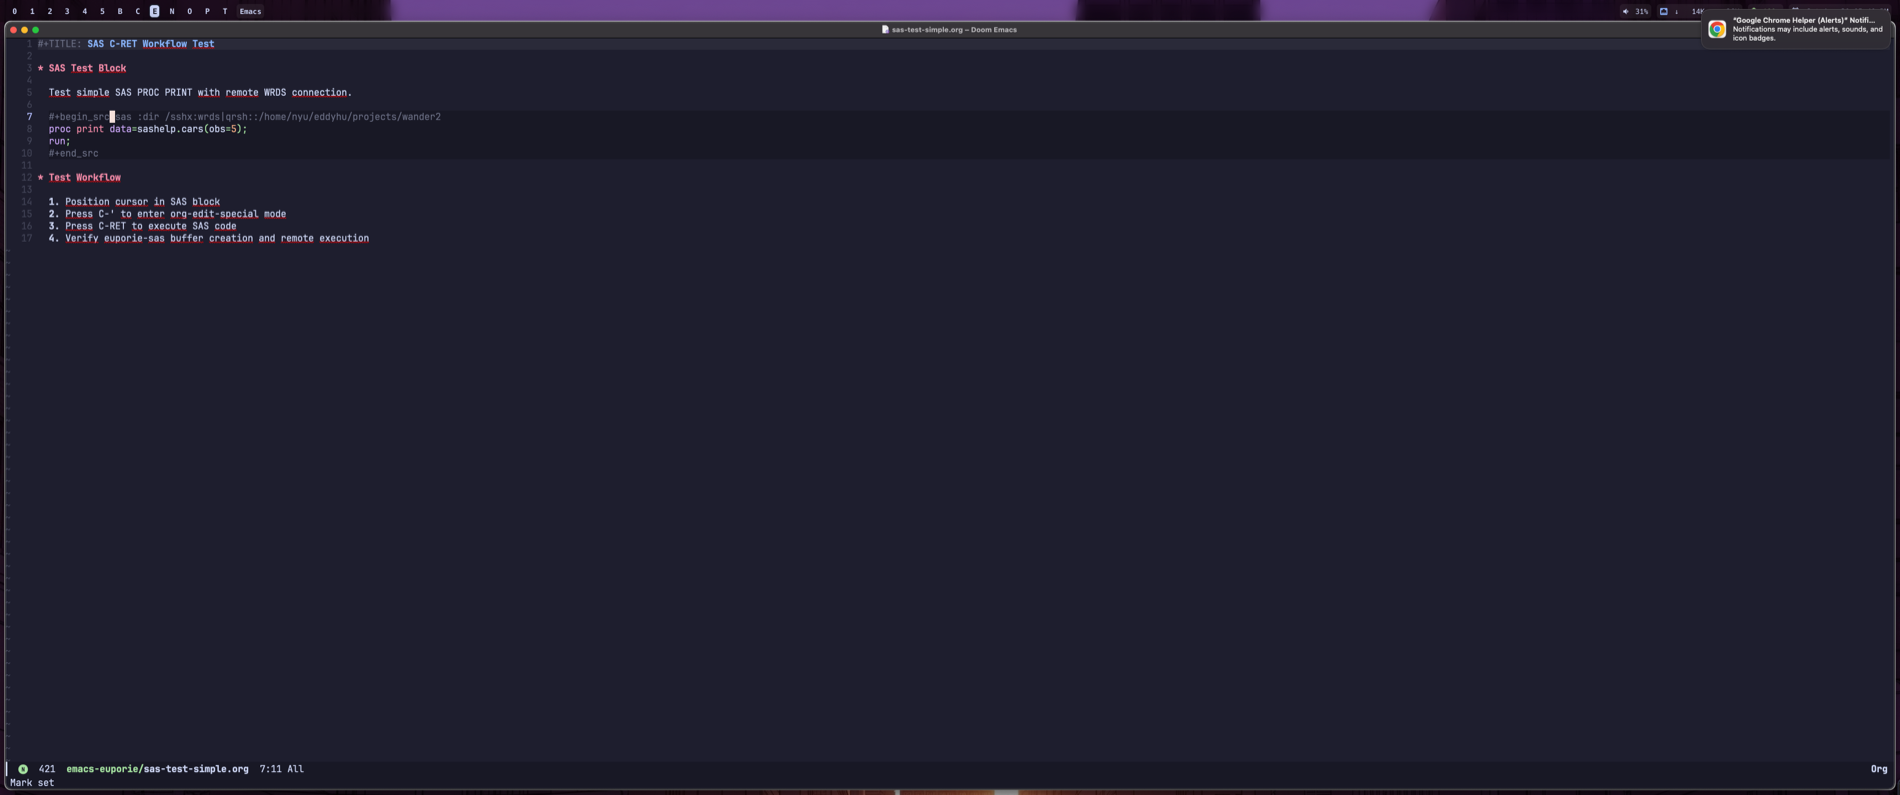 0 1 2 3 4 5 B C E N O P T Emacs
31% ↓ 14K
sas-test-simple.org – Doom Emacs
"Google Chrome Helper (Alerts)" Notifi...
Notifications may include alerts, sounds, and
icon badges.
1 #+TITLE: SAS C-RET Workflow Test
2
3 * SAS Test Block
4
5 Test simple SAS PROC PRINT with remote WRDS connection.
6
7 #+begin_src sas :dir /sshx:wrds|qrsh::/home/nyu/eddyhu/projects/wander2
8 proc print data=sashelp.cars(obs=5);
9 run;
10 #+end_src
11
12 * Test Workflow
13
14 1. Position cursor in SAS block
15 2. Press C-' to enter org-edit-special mode
16 3. Press C-RET to execute SAS code
17 4. Verify euporie-sas buffer creation and remote execution
N 421 emacs-euporie/sas-test-simple.org 7:11 All Org
Mark set